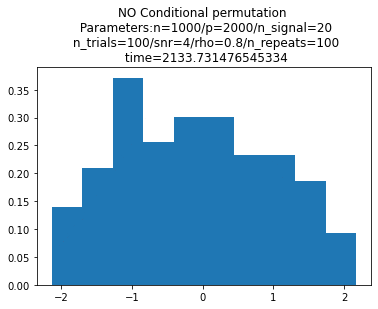 NO Conditional permutation
Parameters:n=1000/p=2000/n_signal=20
n_trials=100/snr=4/rho=0.8/n_repeats=100
time=2133.731476545334
0.35
0.30
0.25
0.20
0.15
0.10
0.05
0.00
−2 −1 0 1 2